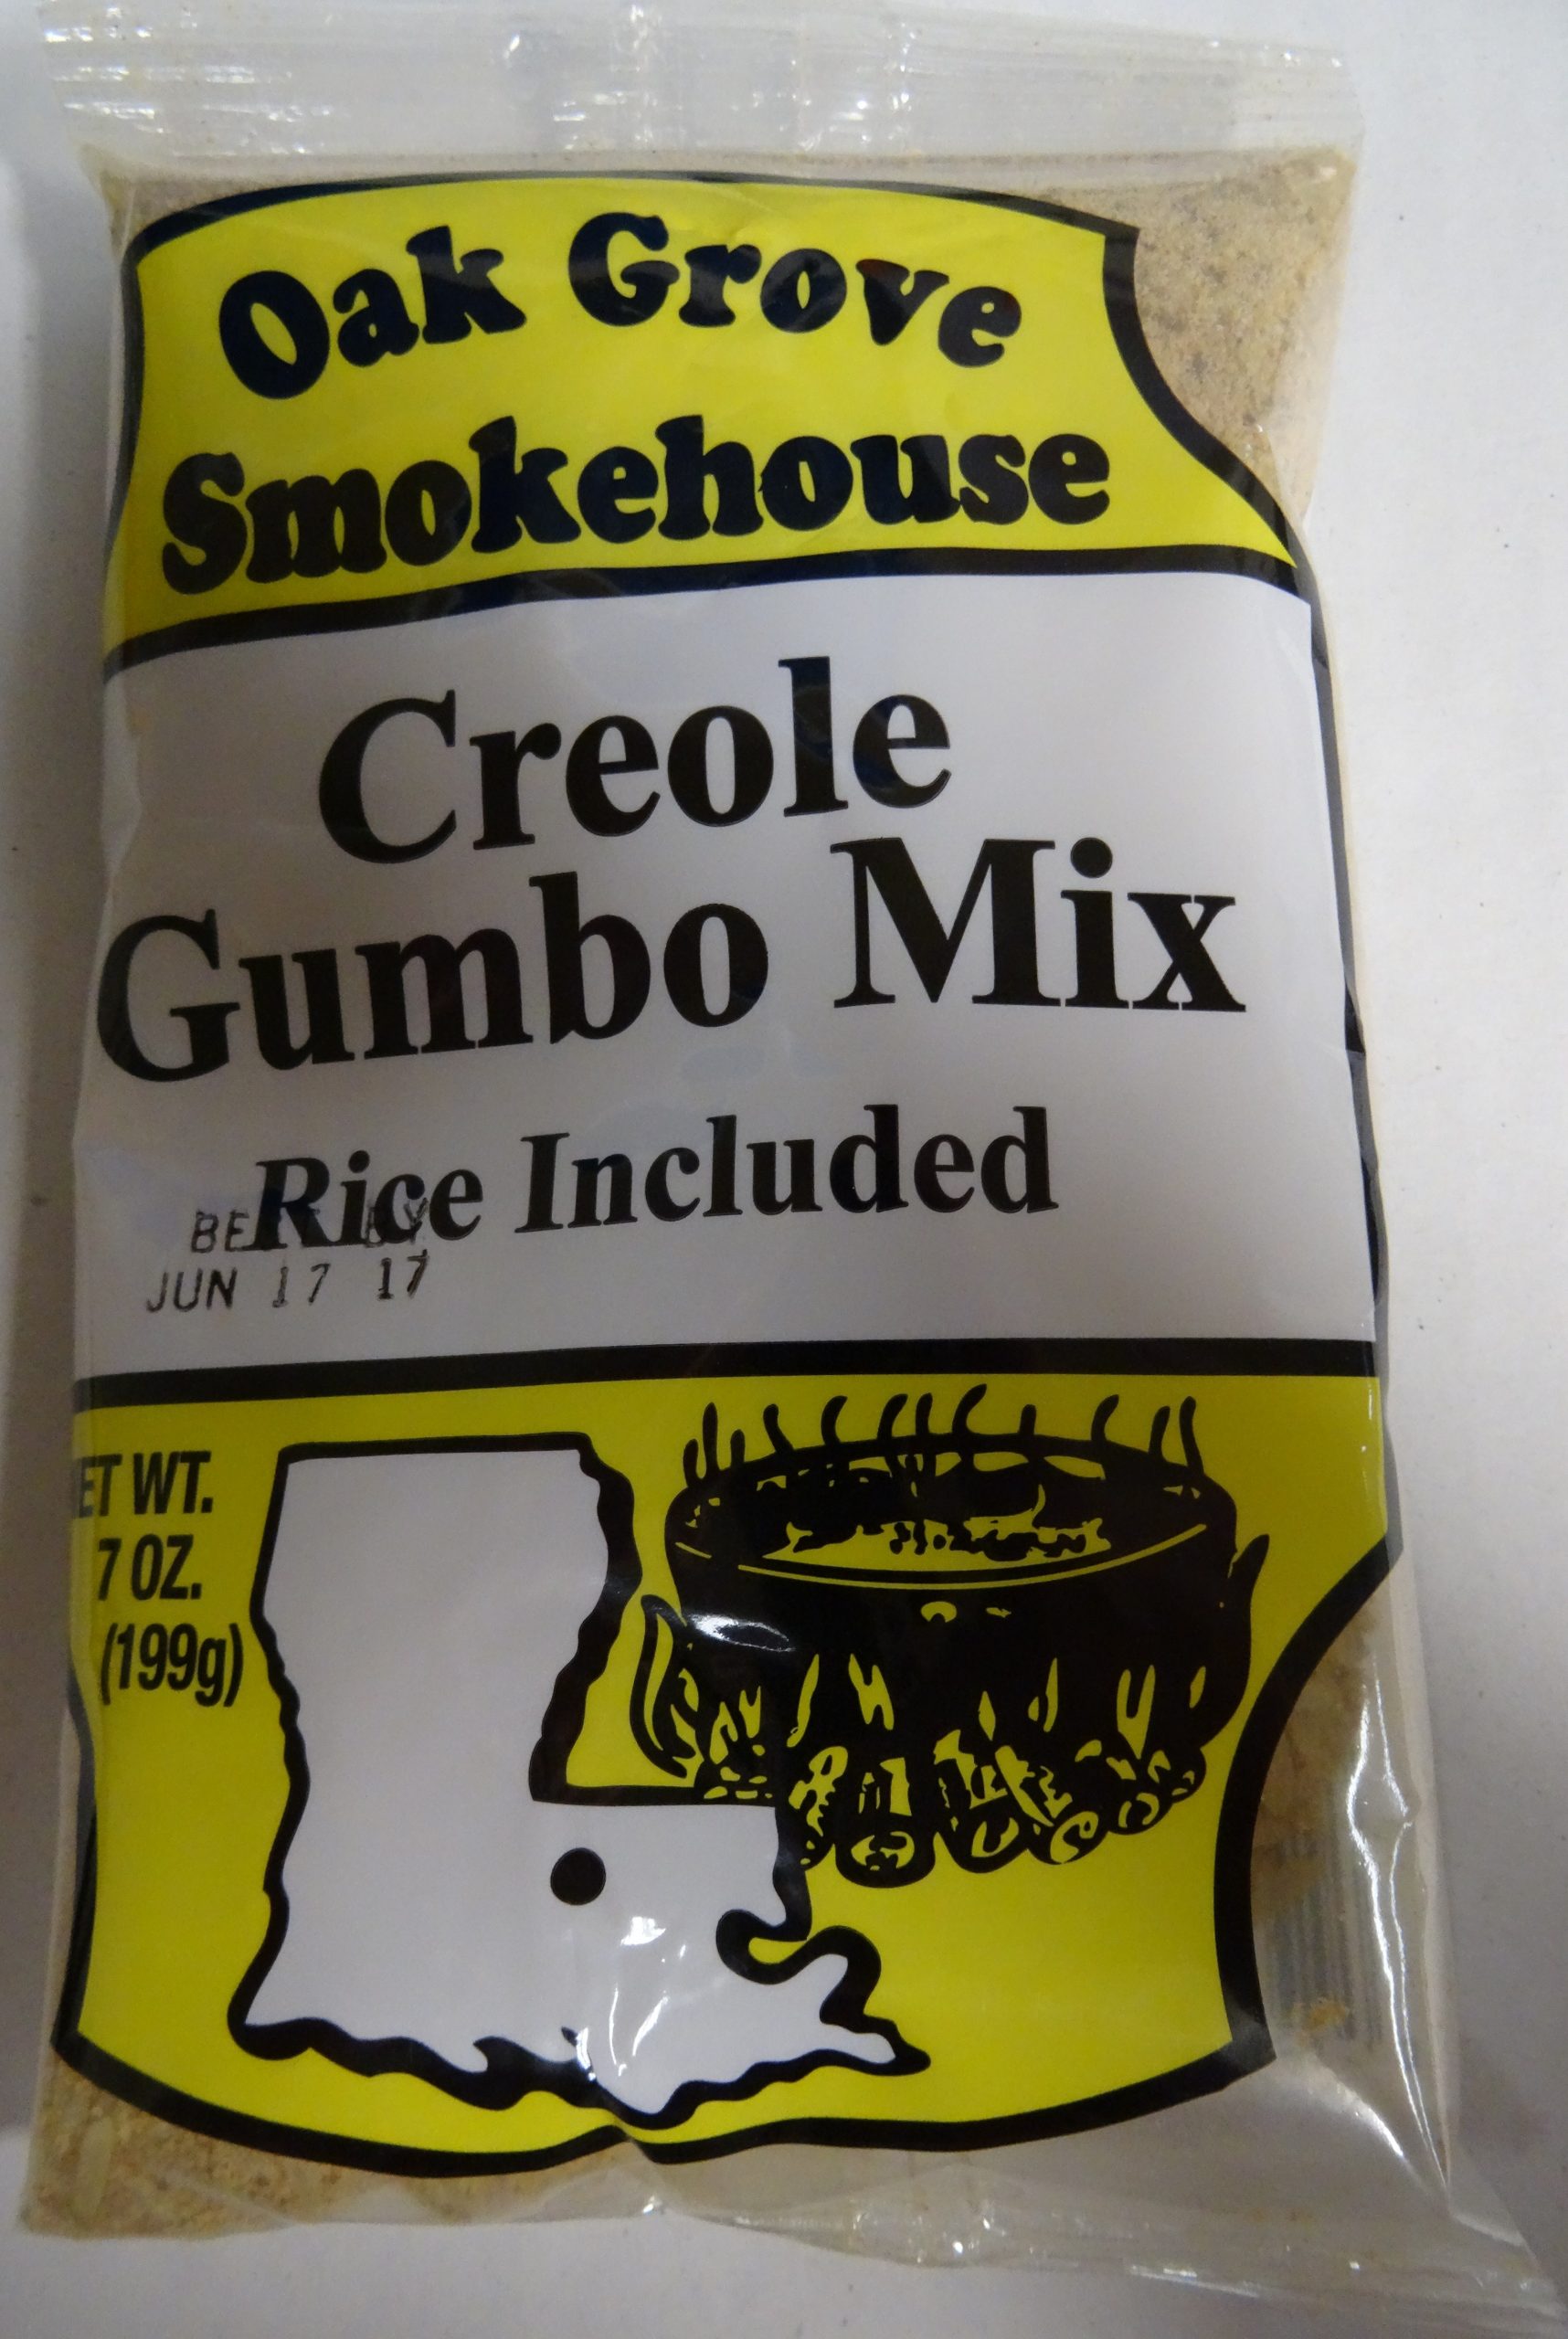 Oak Grove
Smokehouse
Creole
Gumbo Mix
Rice Included
JUN 17 17
ET WT.
7 OZ.
(199g)